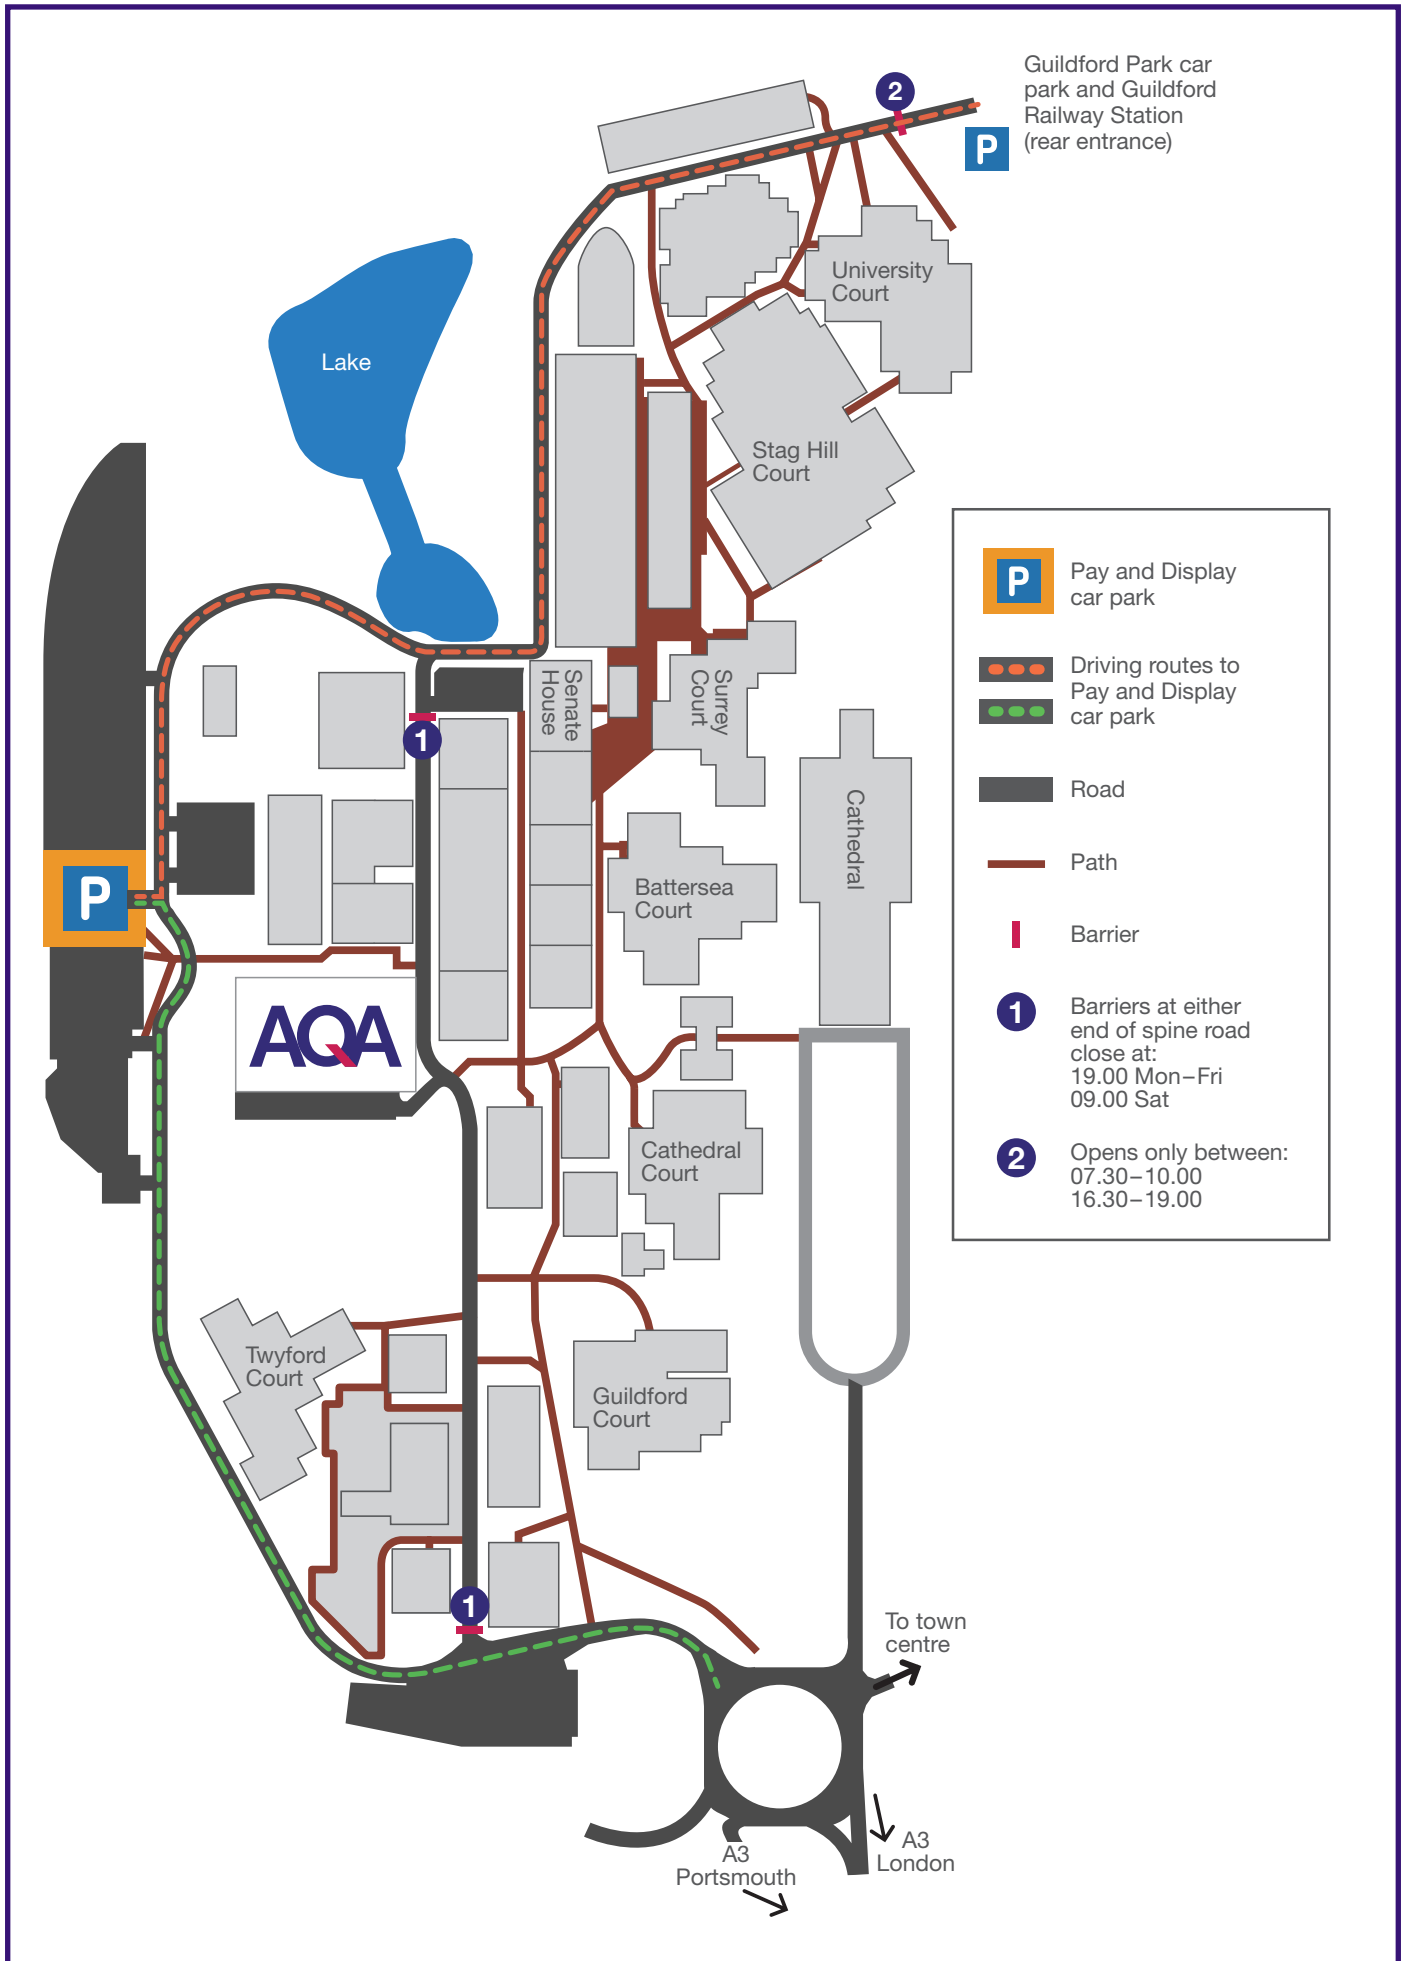 Guildford Park car
park and Guildford
Railway Station
(rear entrance)
2
P
University
Court
Lake
Stag Hill
Court
P
Pay and Display
car park
Driving routes to
Pay and Display
car park
Road
Path
Barrier
1
Barriers at either
end of spine road
close at:
19.00 Mon–Fri
09.00 Sat
2
Opens only between:
07.30–10.00
16.30–19.00
Senate
House
Surrey
Court
1
Cathedral
P
Battersea
Court
AQA
Cathedral
Court
Twyford
Court
Guildford
Court
1
To town
centre
A3
London
A3
Portsmouth